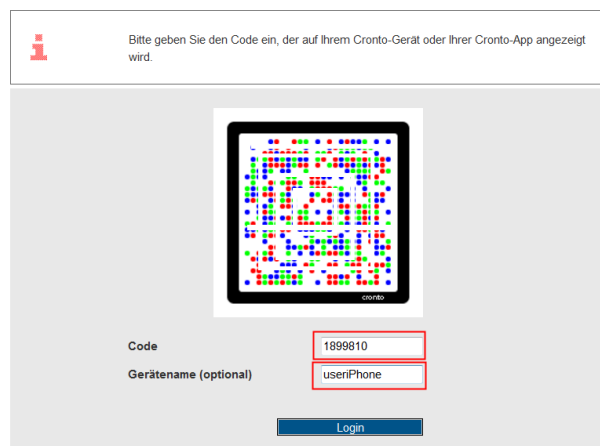 Bitte geben Sie den Code ein, der auf Ihrem Cronto-Gerät oder Ihrer Cronto-App angezeigt
wird.
cronto
Code 1899810
Gerätename (optional) useriPhone
Login